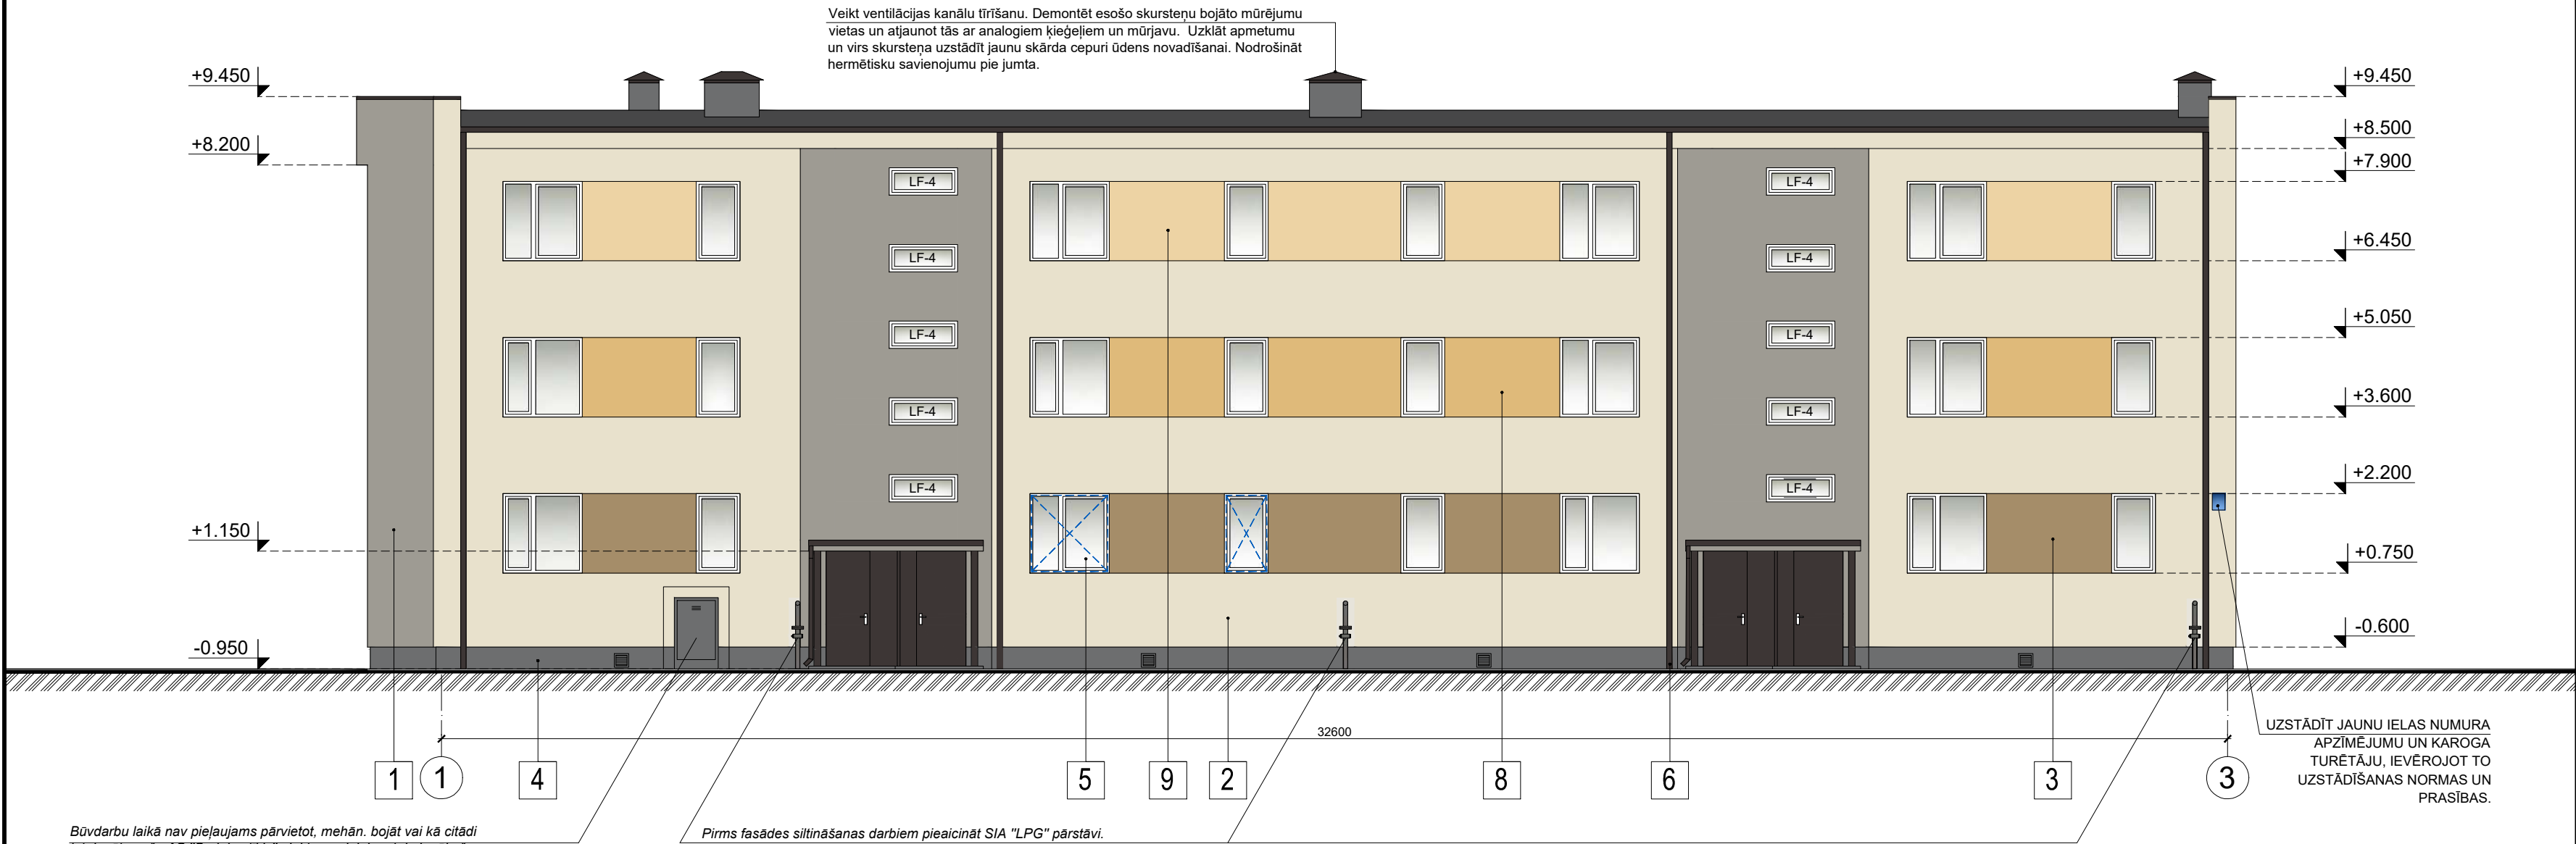 Veikt ventilācijas kanālu tīrīšanu. Demontēt esošo skursteņu bojāto mūrējumu
vietas un atjaunot tās ar analogiem ķieģeļiem un mūrjavu. Uzklāt apmetumu
un virs skursteņa uzstādīt jaunu skārda cepuri ūdens novadīšanai. Nodrošināt
hermētisku savienojumu pie jumta.
+9.450
+8.200
+1.150
-0.950
+9.450
+8.500
+7.900
+6.450
+5.050
+3.600
+2.200
+0.750
-0.600
LF-4
LF-4
LF-4
LF-4
LF-4
LF-4
LF-4
LF-4
LF-4
LF-4
32600
1
1
4
5
9
2
8
6
3
3
UZSTĀDĪT JAUNU IELAS NUMURA
APZĪMĒJUMU UN KAROGA
TURĒTĀJU, IEVĒROJOT TO
UZSTĀDĪŠANAS NORMAS UN
PRASĪBAS.
Būvdarbu laikā nav pieļaujams pārvietot, mehān. bojāt vai kā citādi
Pirms fasādes siltināšanas darbiem pieaicināt SIA "LPG" pārstāvi.